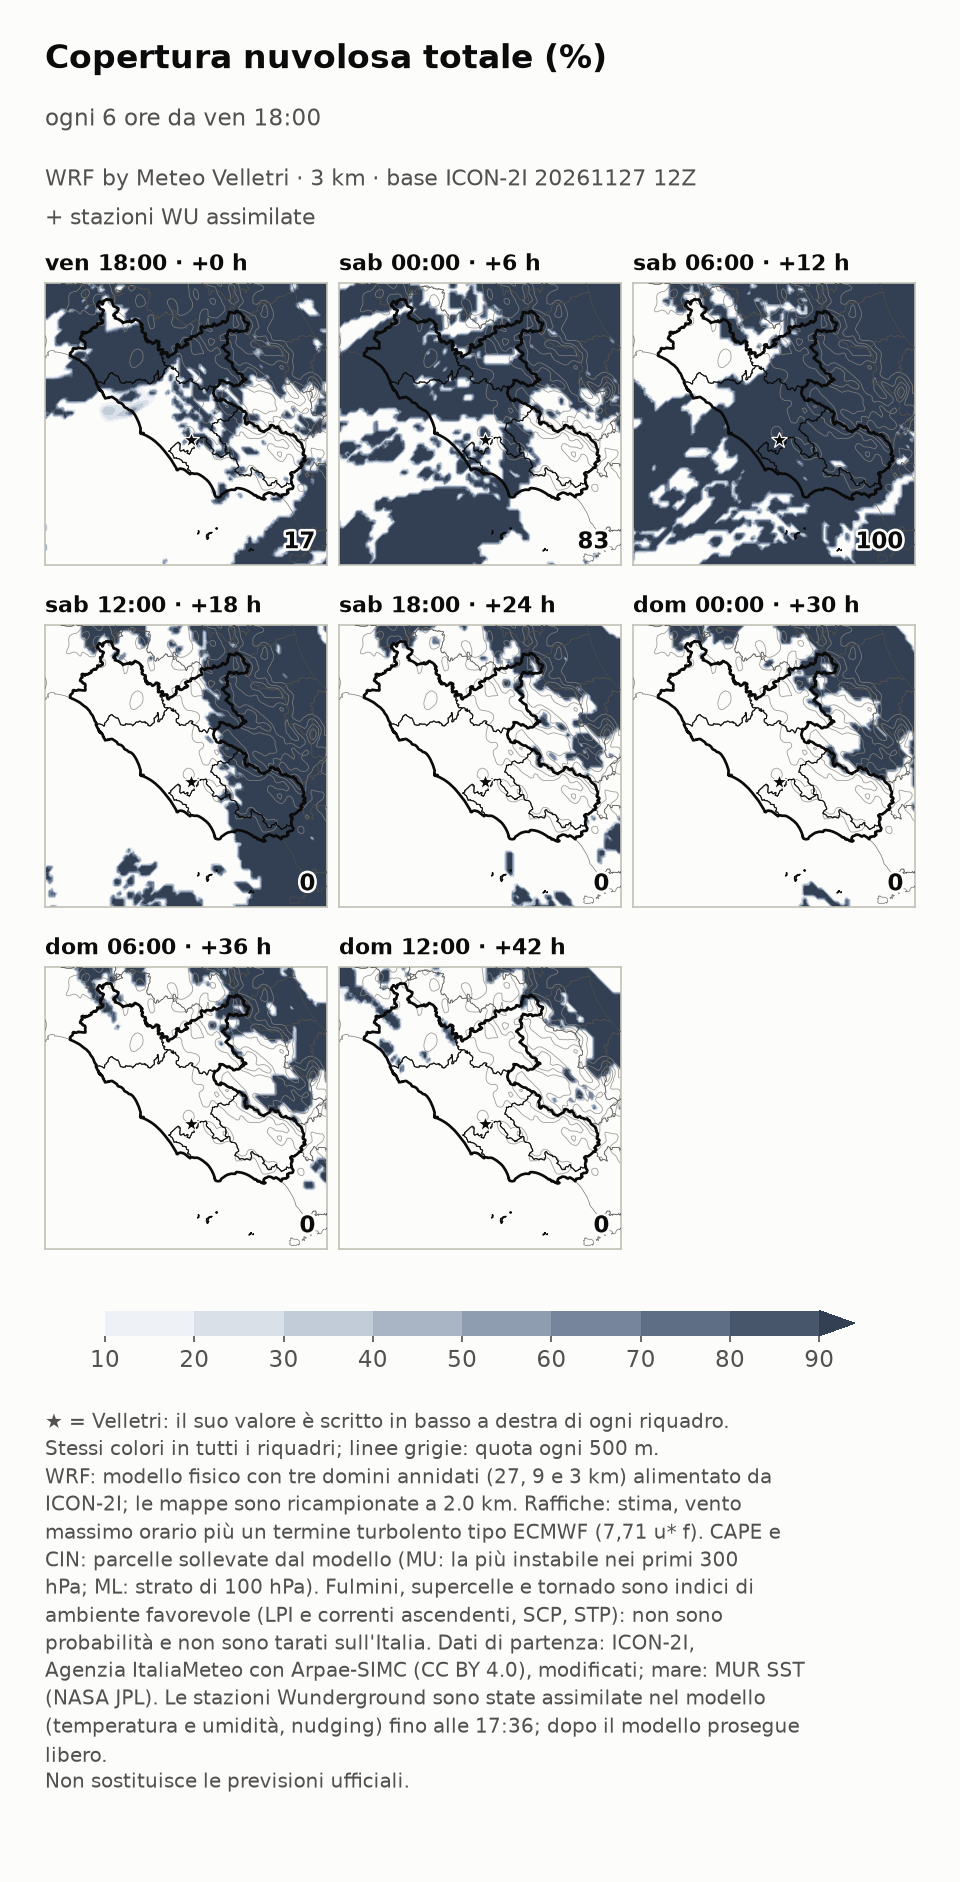 Copertura nuvolosa totale (%)
ogni 6 ore da ven 18:00
WRF by Meteo Velletri · 3 km · base ICON-2I 20261127 12Z
+ stazioni WU assimilate
ven 18:00 · +0 h
sab 00:00 · +6 h
sab 06:00 · +12 h
17
83
100
sab 12:00 · +18 h
sab 18:00 · +24 h
dom 00:00 · +30 h
0
0
0
dom 06:00 · +36 h
dom 12:00 · +42 h
0
0
10 20 30 40 50 60 70 80 90
★ = Velletri: il suo valore è scritto in basso a destra di ogni riquadro.
Stessi colori in tutti i riquadri; linee grigie: quota ogni 500 m.
WRF: modello fisico con tre domini annidati (27, 9 e 3 km) alimentato da
ICON-2I; le mappe sono ricampionate a 2.0 km. Raffiche: stima, vento
massimo orario più un termine turbolento tipo ECMWF (7,71 u* f). CAPE e
CIN: parcelle sollevate dal modello (MU: la più instabile nei primi 300
hPa; ML: strato di 100 hPa). Fulmini, supercelle e tornado sono indici di
ambiente favorevole (LPI e correnti ascendenti, SCP, STP): non sono
probabilità e non sono tarati sull'Italia. Dati di partenza: ICON-2I,
Agenzia ItaliaMeteo con Arpae-SIMC (CC BY 4.0), modificati; mare: MUR SST
(NASA JPL). Le stazioni Wunderground sono state assimilate nel modello
(temperatura e umidità, nudging) fino alle 17:36; dopo il modello prosegue
libero.
Non sostituisce le previsioni ufficiali.